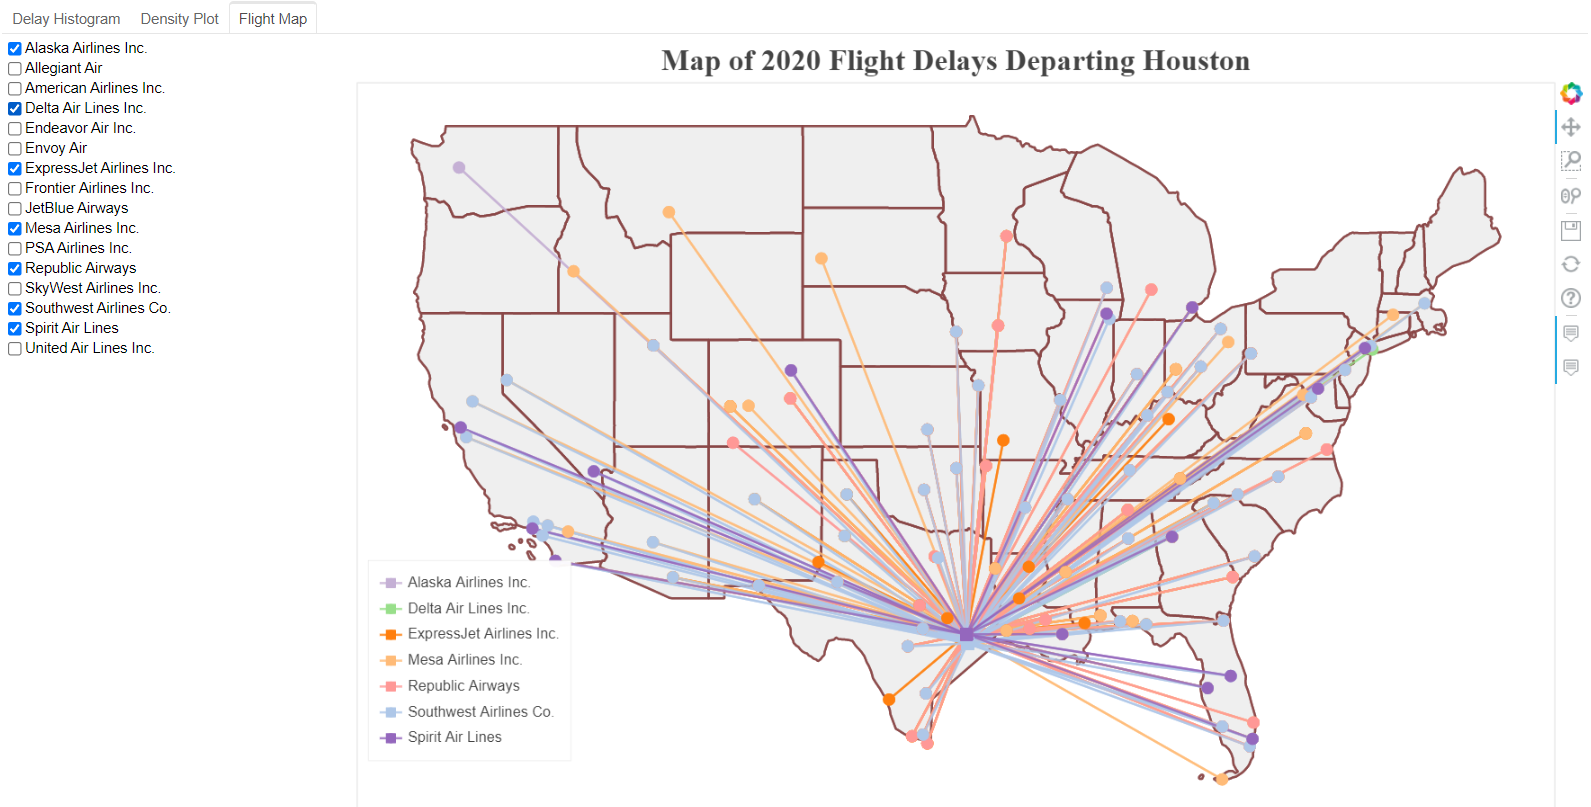 Delay Histogram Density Plot Flight Map
Alaska Airlines Inc.
Allegiant Air
American Airlines Inc.
Delta Air Lines Inc.
Endeavor Air Inc.
Envoy Air
ExpressJet Airlines Inc.
Frontier Airlines Inc.
JetBlue Airways
Mesa Airlines Inc.
PSA Airlines Inc.
Republic Airways
SkyWest Airlines Inc.
Southwest Airlines Co.
Spirit Air Lines
United Air Lines Inc.
Map of 2020 Flight Delays Departing Houston
Alaska Airlines Inc.
Delta Air Lines Inc.
ExpressJet Airlines Inc.
Mesa Airlines Inc.
Republic Airways
Southwest Airlines Co.
Spirit Air Lines